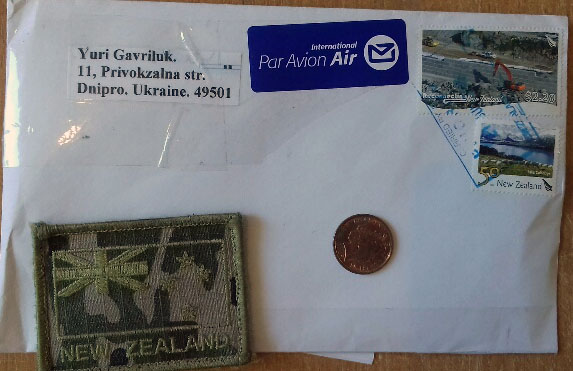 Yuri Gavriluk.
11, Privokzalna str.
Dnipro. Ukraine. 49501
International
Par Avion Air
New Zealand
$2.20
50c
New Zealand
NEW ZEALAND